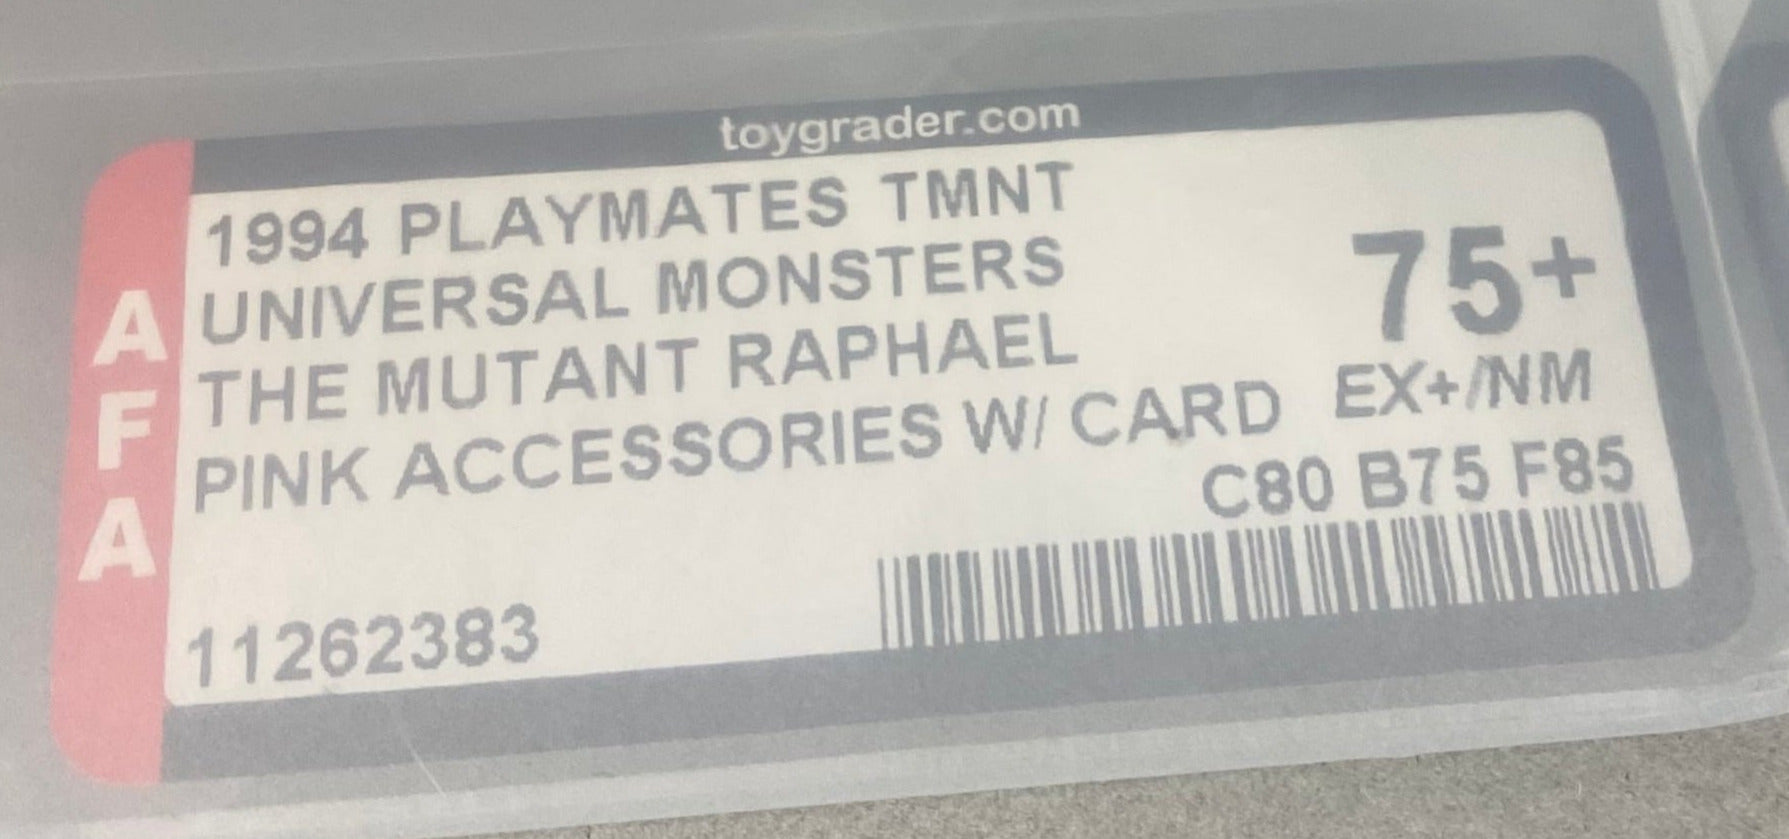 toygrader.com
AFA
1994 PLAYMATES TMNT
UNIVERSAL MONSTERS
THE MUTANT RAPHAEL
PINK ACCESSORIES W/ CARD
75+
EX+/NM
C80 B75 F85
11262383